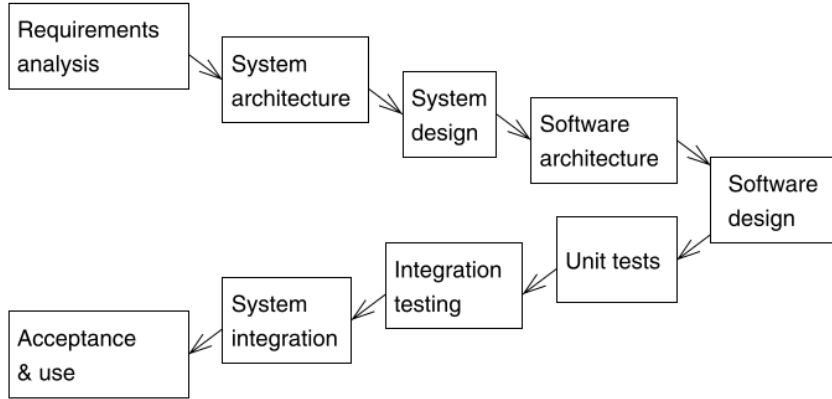 Requirements
analysis
System
architecture
System
design
Software
architecture
Software
design
Unit tests
Integration
testing
System
integration
Acceptance
& use